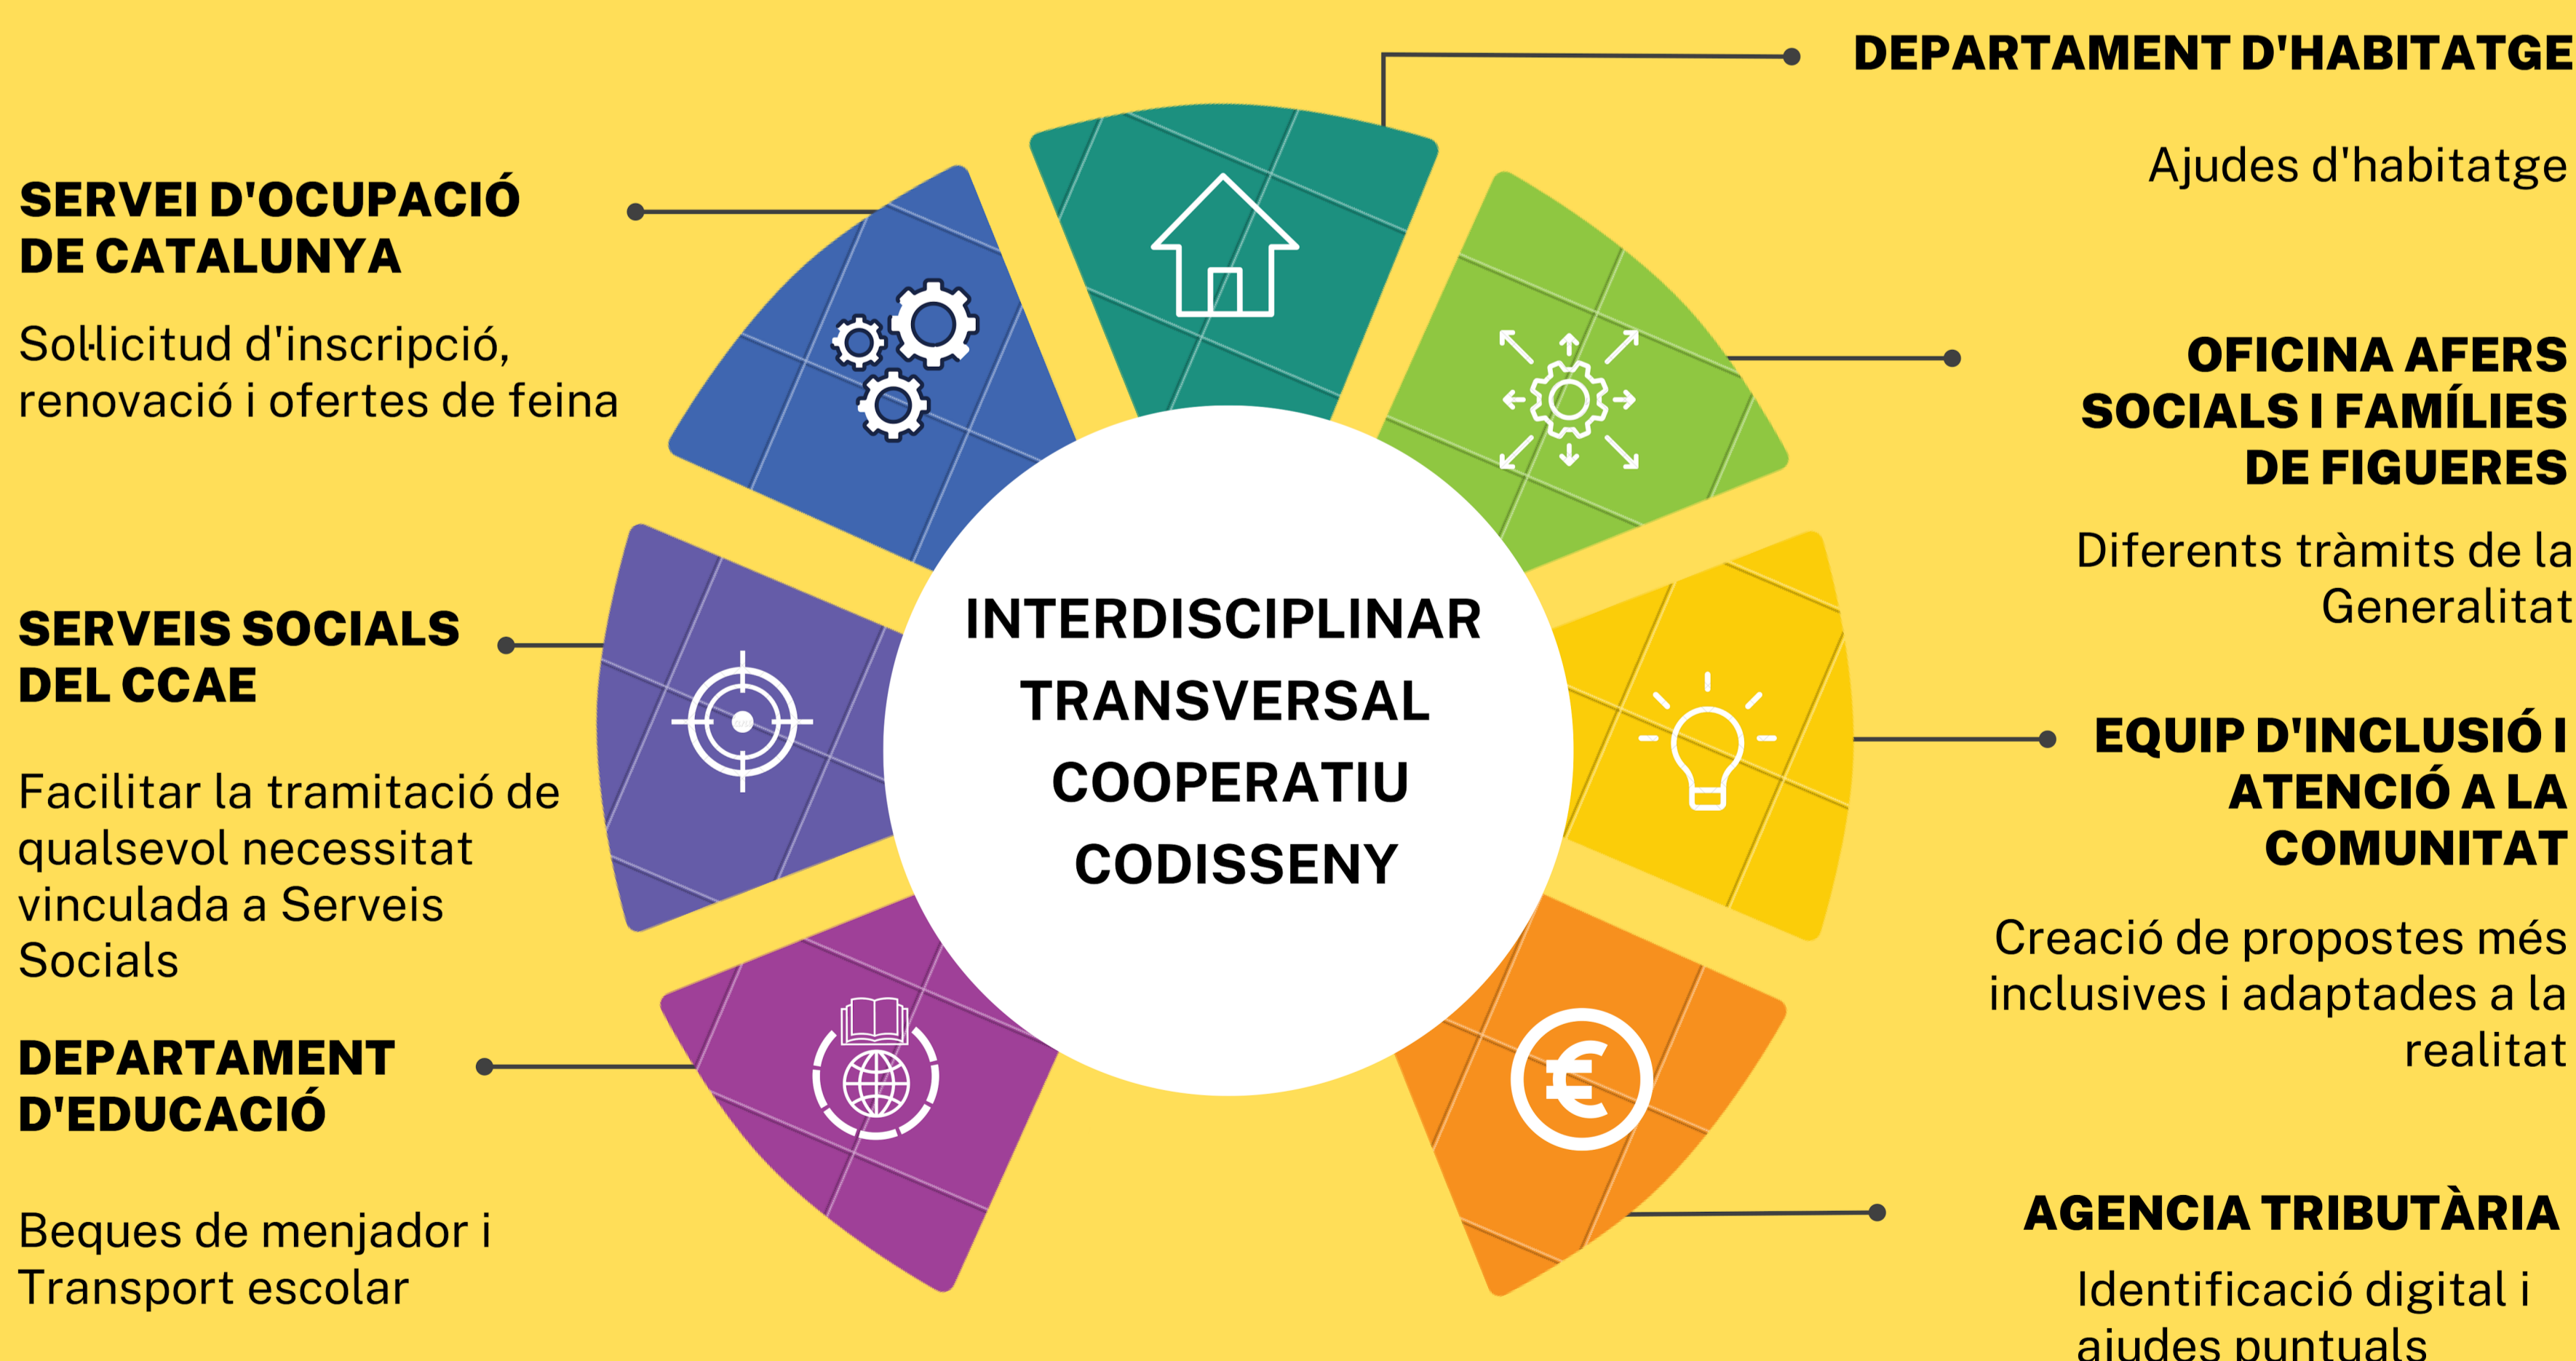 SERVEI D'OCUPACIÓ
DE CATALUNYA
Sol·licitud d'inscripció,
renovació i ofertes de feina
SERVEIS SOCIALS
DEL CCAE
Facilitar la tramitació de
qualsevol necessitat
vinculada a Serveis
Socials
DEPARTAMENT
D'EDUCACIÓ
Beques de menjador i
Transport escolar
INTERDISCIPLINAR
TRANSVERSAL
COOPERATIU
CODISSENY
DEPARTAMENT D'HABITATGE
Ajudes d'habitatge
OFICINA AFERS
SOCIALS I FAMÍLIES
DE FIGUERES
Diferents tràmits de la
Generalitat
EQUIP D'INCLUSIÓ I
ATENCIÓ A LA
COMUNITAT
Creació de propostes més
inclusives i adaptades a la
realitat
AGENCIA TRIBUTÀRIA
Identificació digital i
ajudes puntuals